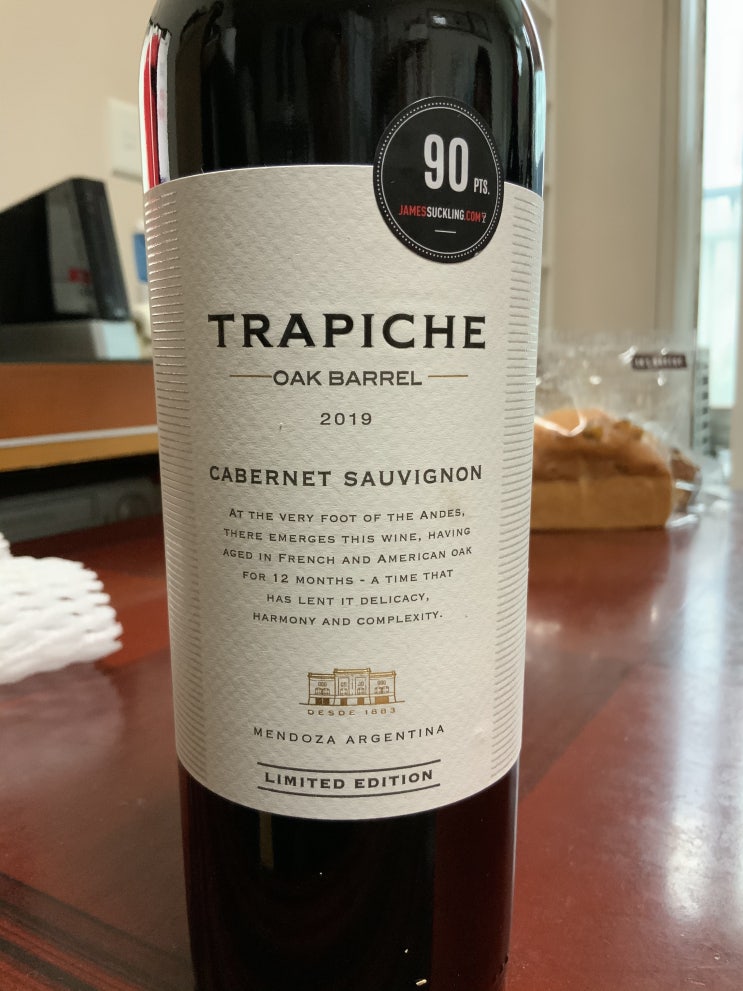 90 PTS.
JAMESSUCKLING.COM
TRAPICHE
OAK BARREL
2019
CABERNET SAUVIGNON
AT THE VERY FOOT OF THE ANDES,
THERE EMERGES THIS WINE, HAVING
AGED IN FRENCH AND AMERICAN OAK
FOR 12 MONTHS - A TIME THAT
HAS LENT IT DELICACY,
HARMONY AND COMPLEXITY.
DESDE 1883
MENDOZA ARGENTINA
LIMITED EDITION